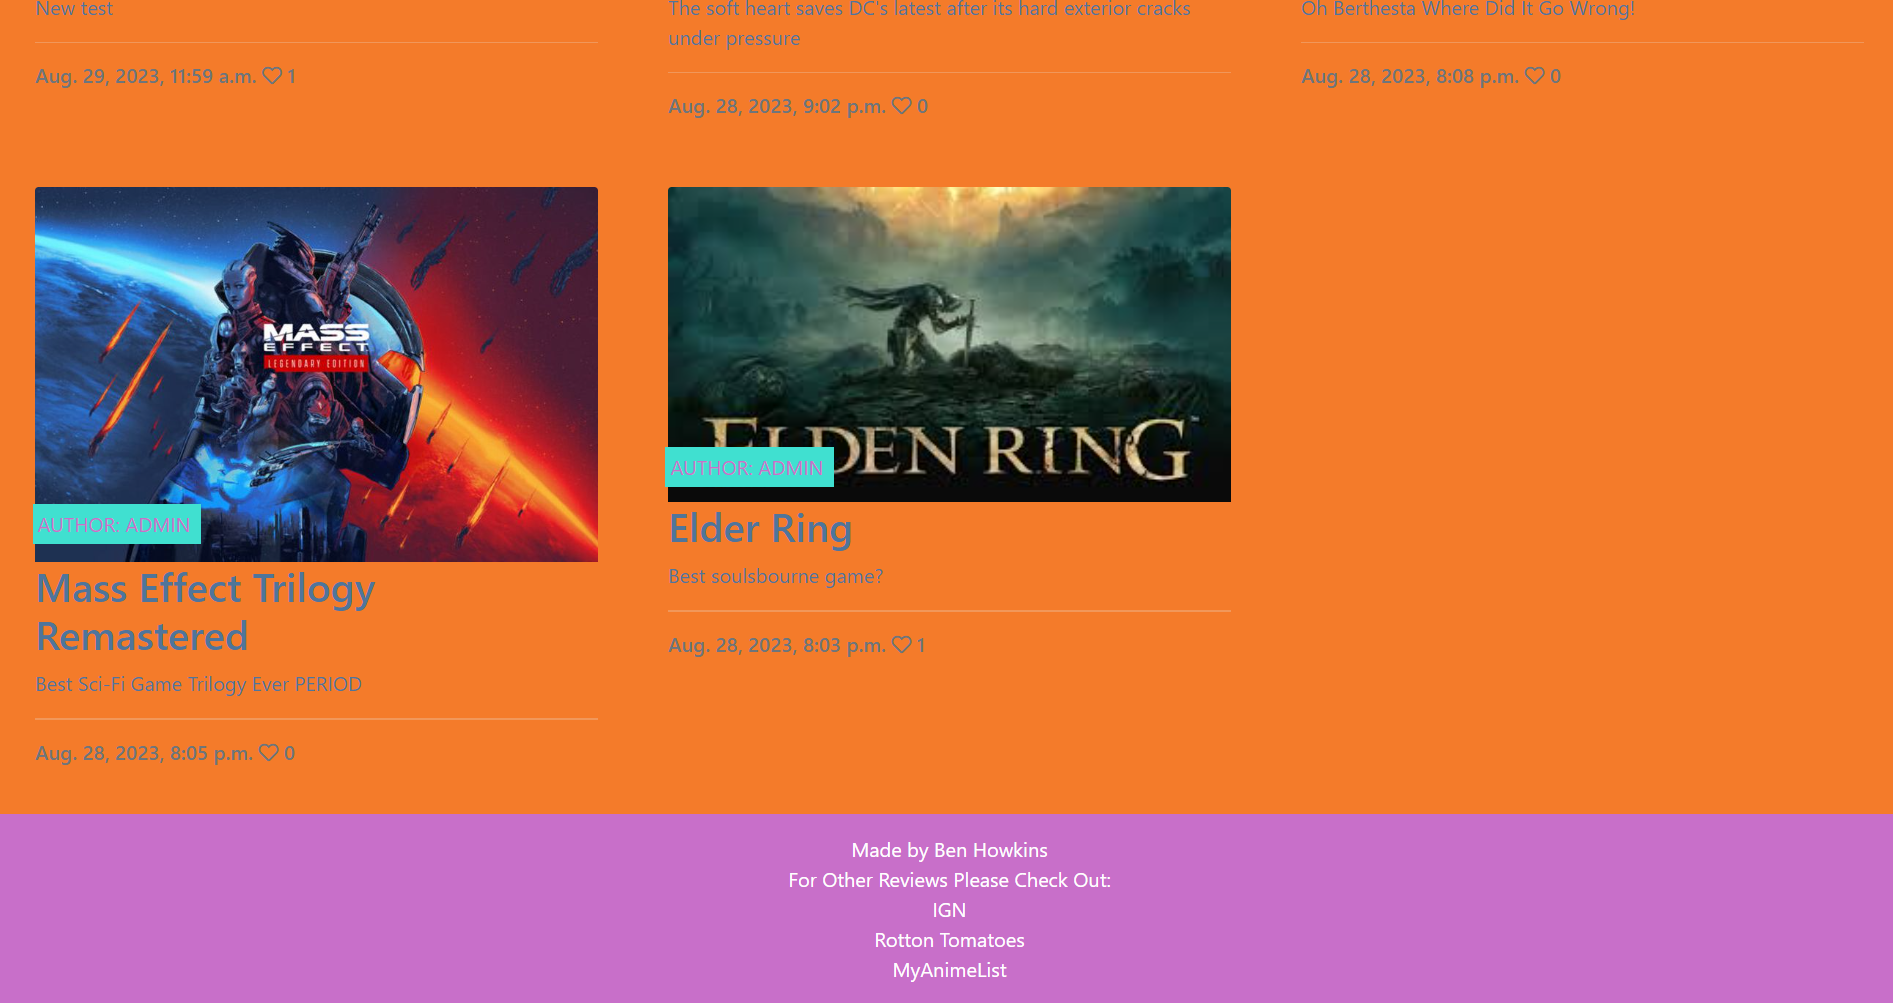 New test
Aug. 29, 2023, 11:59 a.m. 1
The soft heart saves DC's latest after its hard exterior cracks
under pressure
Aug. 28, 2023, 9:02 p.m. 0
Oh Berthesta Where Did It Go Wrong!
Aug. 28, 2023, 8:08 p.m. 0
MASS
EFFECT
LEGENDARY EDITION
AUTHOR: ADMIN
Mass Effect Trilogy
Remastered
Best Sci-Fi Game Trilogy Ever PERIOD
Aug. 28, 2023, 8:05 p.m. 0
ELDEN RING
AUTHOR: ADMIN
Elder Ring
Best soulsbourne game?
Aug. 28, 2023, 8:03 p.m. 1
Made by Ben Howkins
For Other Reviews Please Check Out:
IGN
Rotton Tomatoes
MyAnimeList